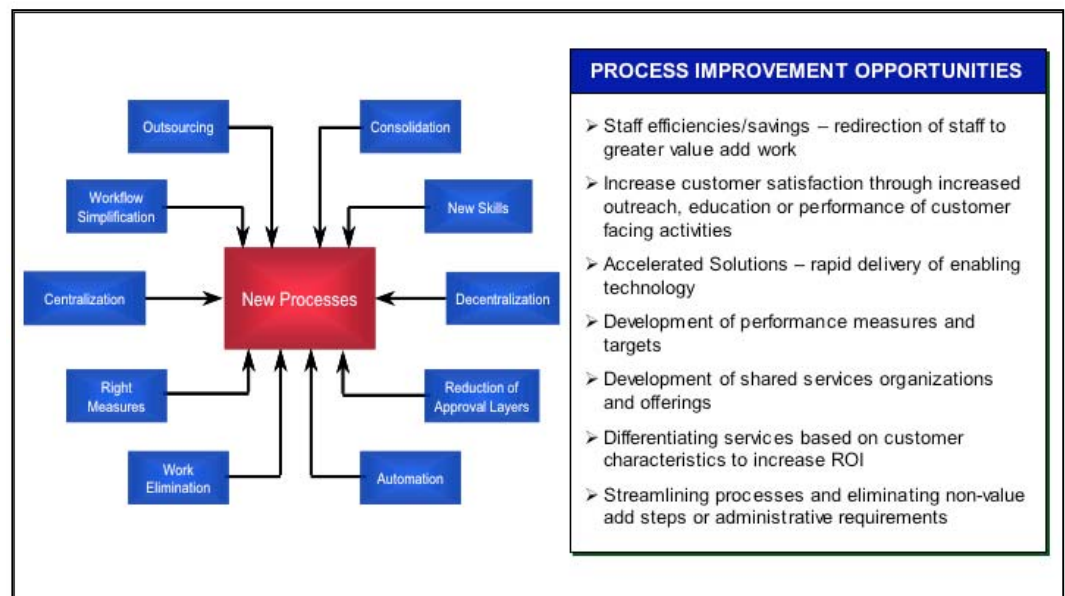 Outsourcing
Consolidation
Workflow
Simplification
New Skills
Centralization
New Processes
Decentralization
Right
Measures
Reduction of
Approval Layers
Work
Elimination
Automation
PROCESS IMPROVEMENT OPPORTUNITIES
➢ Staff efficiencies/savings – redirection of staff to
greater value add work
➢ Increase customer satisfaction through increased
outreach, education or performance of customer
facing activities
➢ Accelerated Solutions – rapid delivery of enabling
technology
➢ Development of performance measures and
targets
➢ Development of shared services organizations
and offerings
➢ Differentiating services based on customer
characteristics to increase ROI
➢ Streamlining processes and eliminating non-value
add steps or administrative requirements